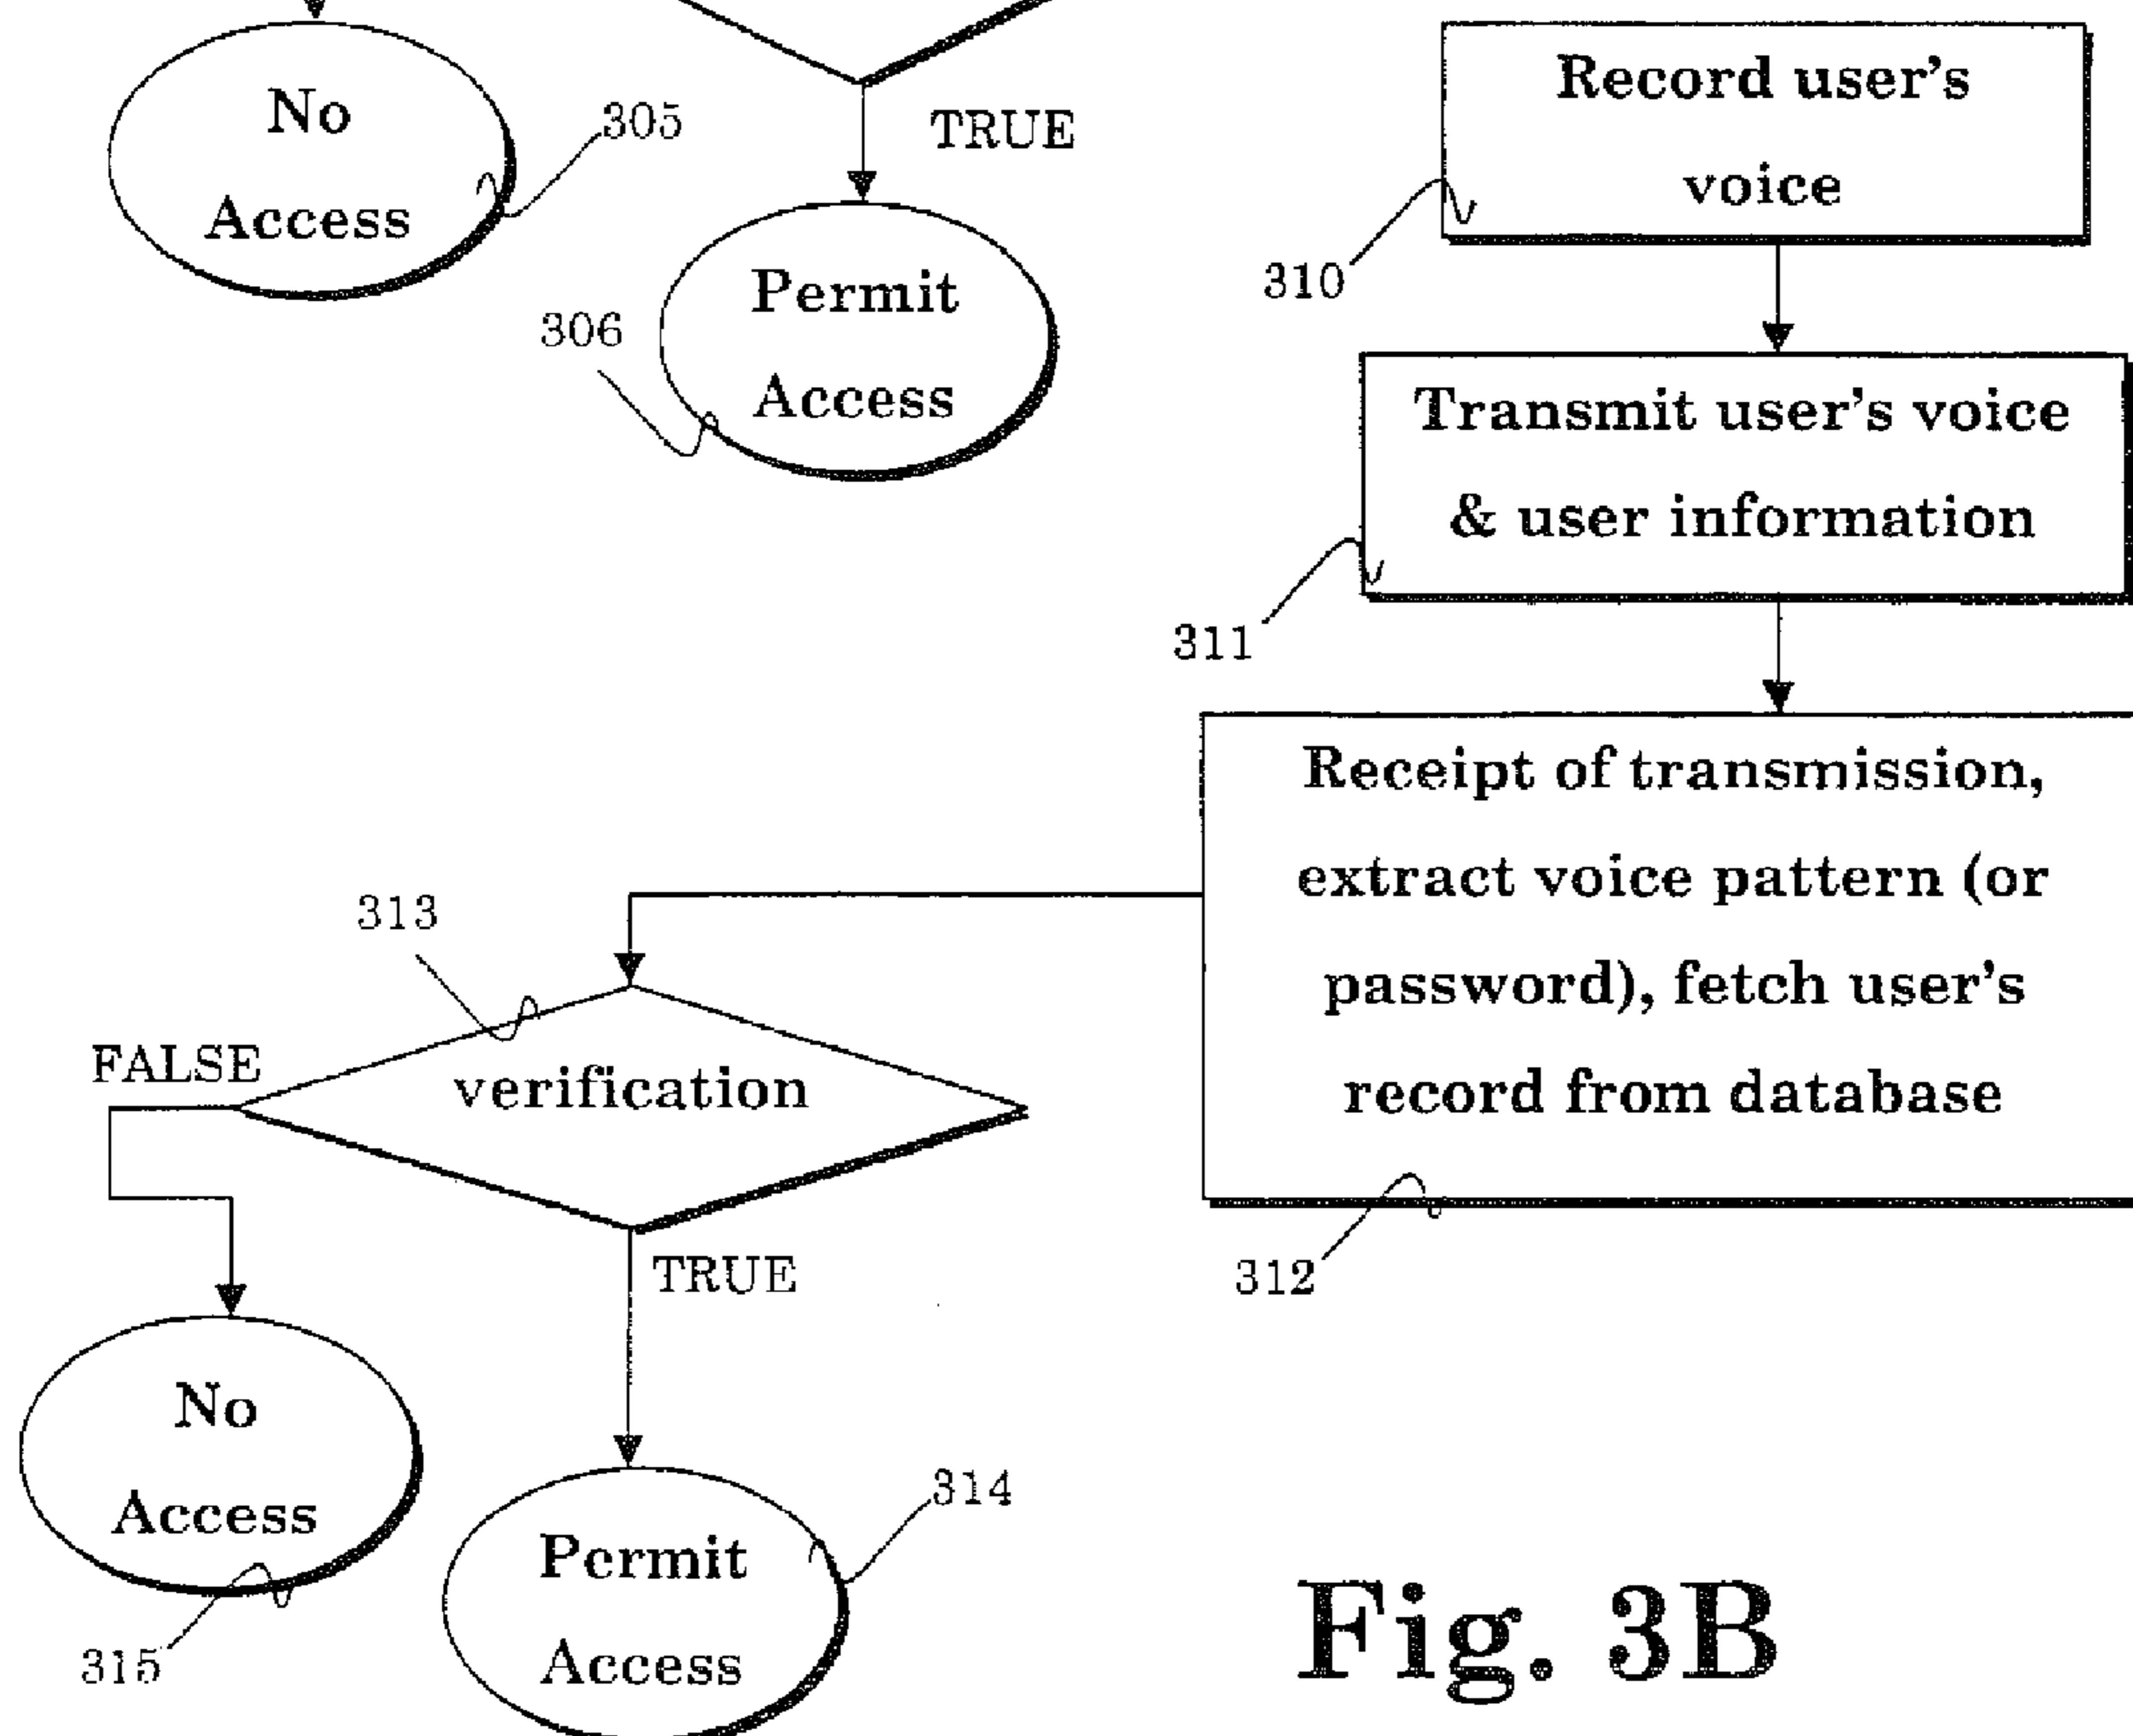 No
Access
305
TRUE
Permit
Access
306
Record user's
voice
310
Transmit user's voice
& user information
311
Receipt of transmission,
extract voice pattern (or
password), fetch user's
record from database
312
313
FALSE
verification
TRUE
No
Access
315
Permit
Access
314
Fig. 3B